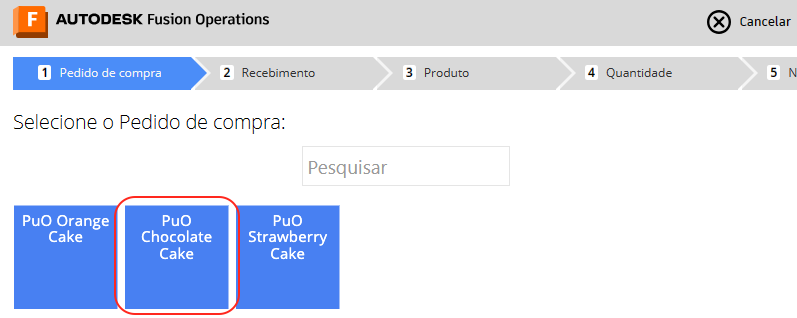 F AUTODESK Fusion Operations
Cancelar
1 Pedido de compra
2 Recebimento
3 Produto
4 Quantidade
5 N
Selecione o Pedido de compra:
Pesquisar
PuO Orange
Cake
PuO
Chocolate
Cake
PuO
Strawberry
Cake